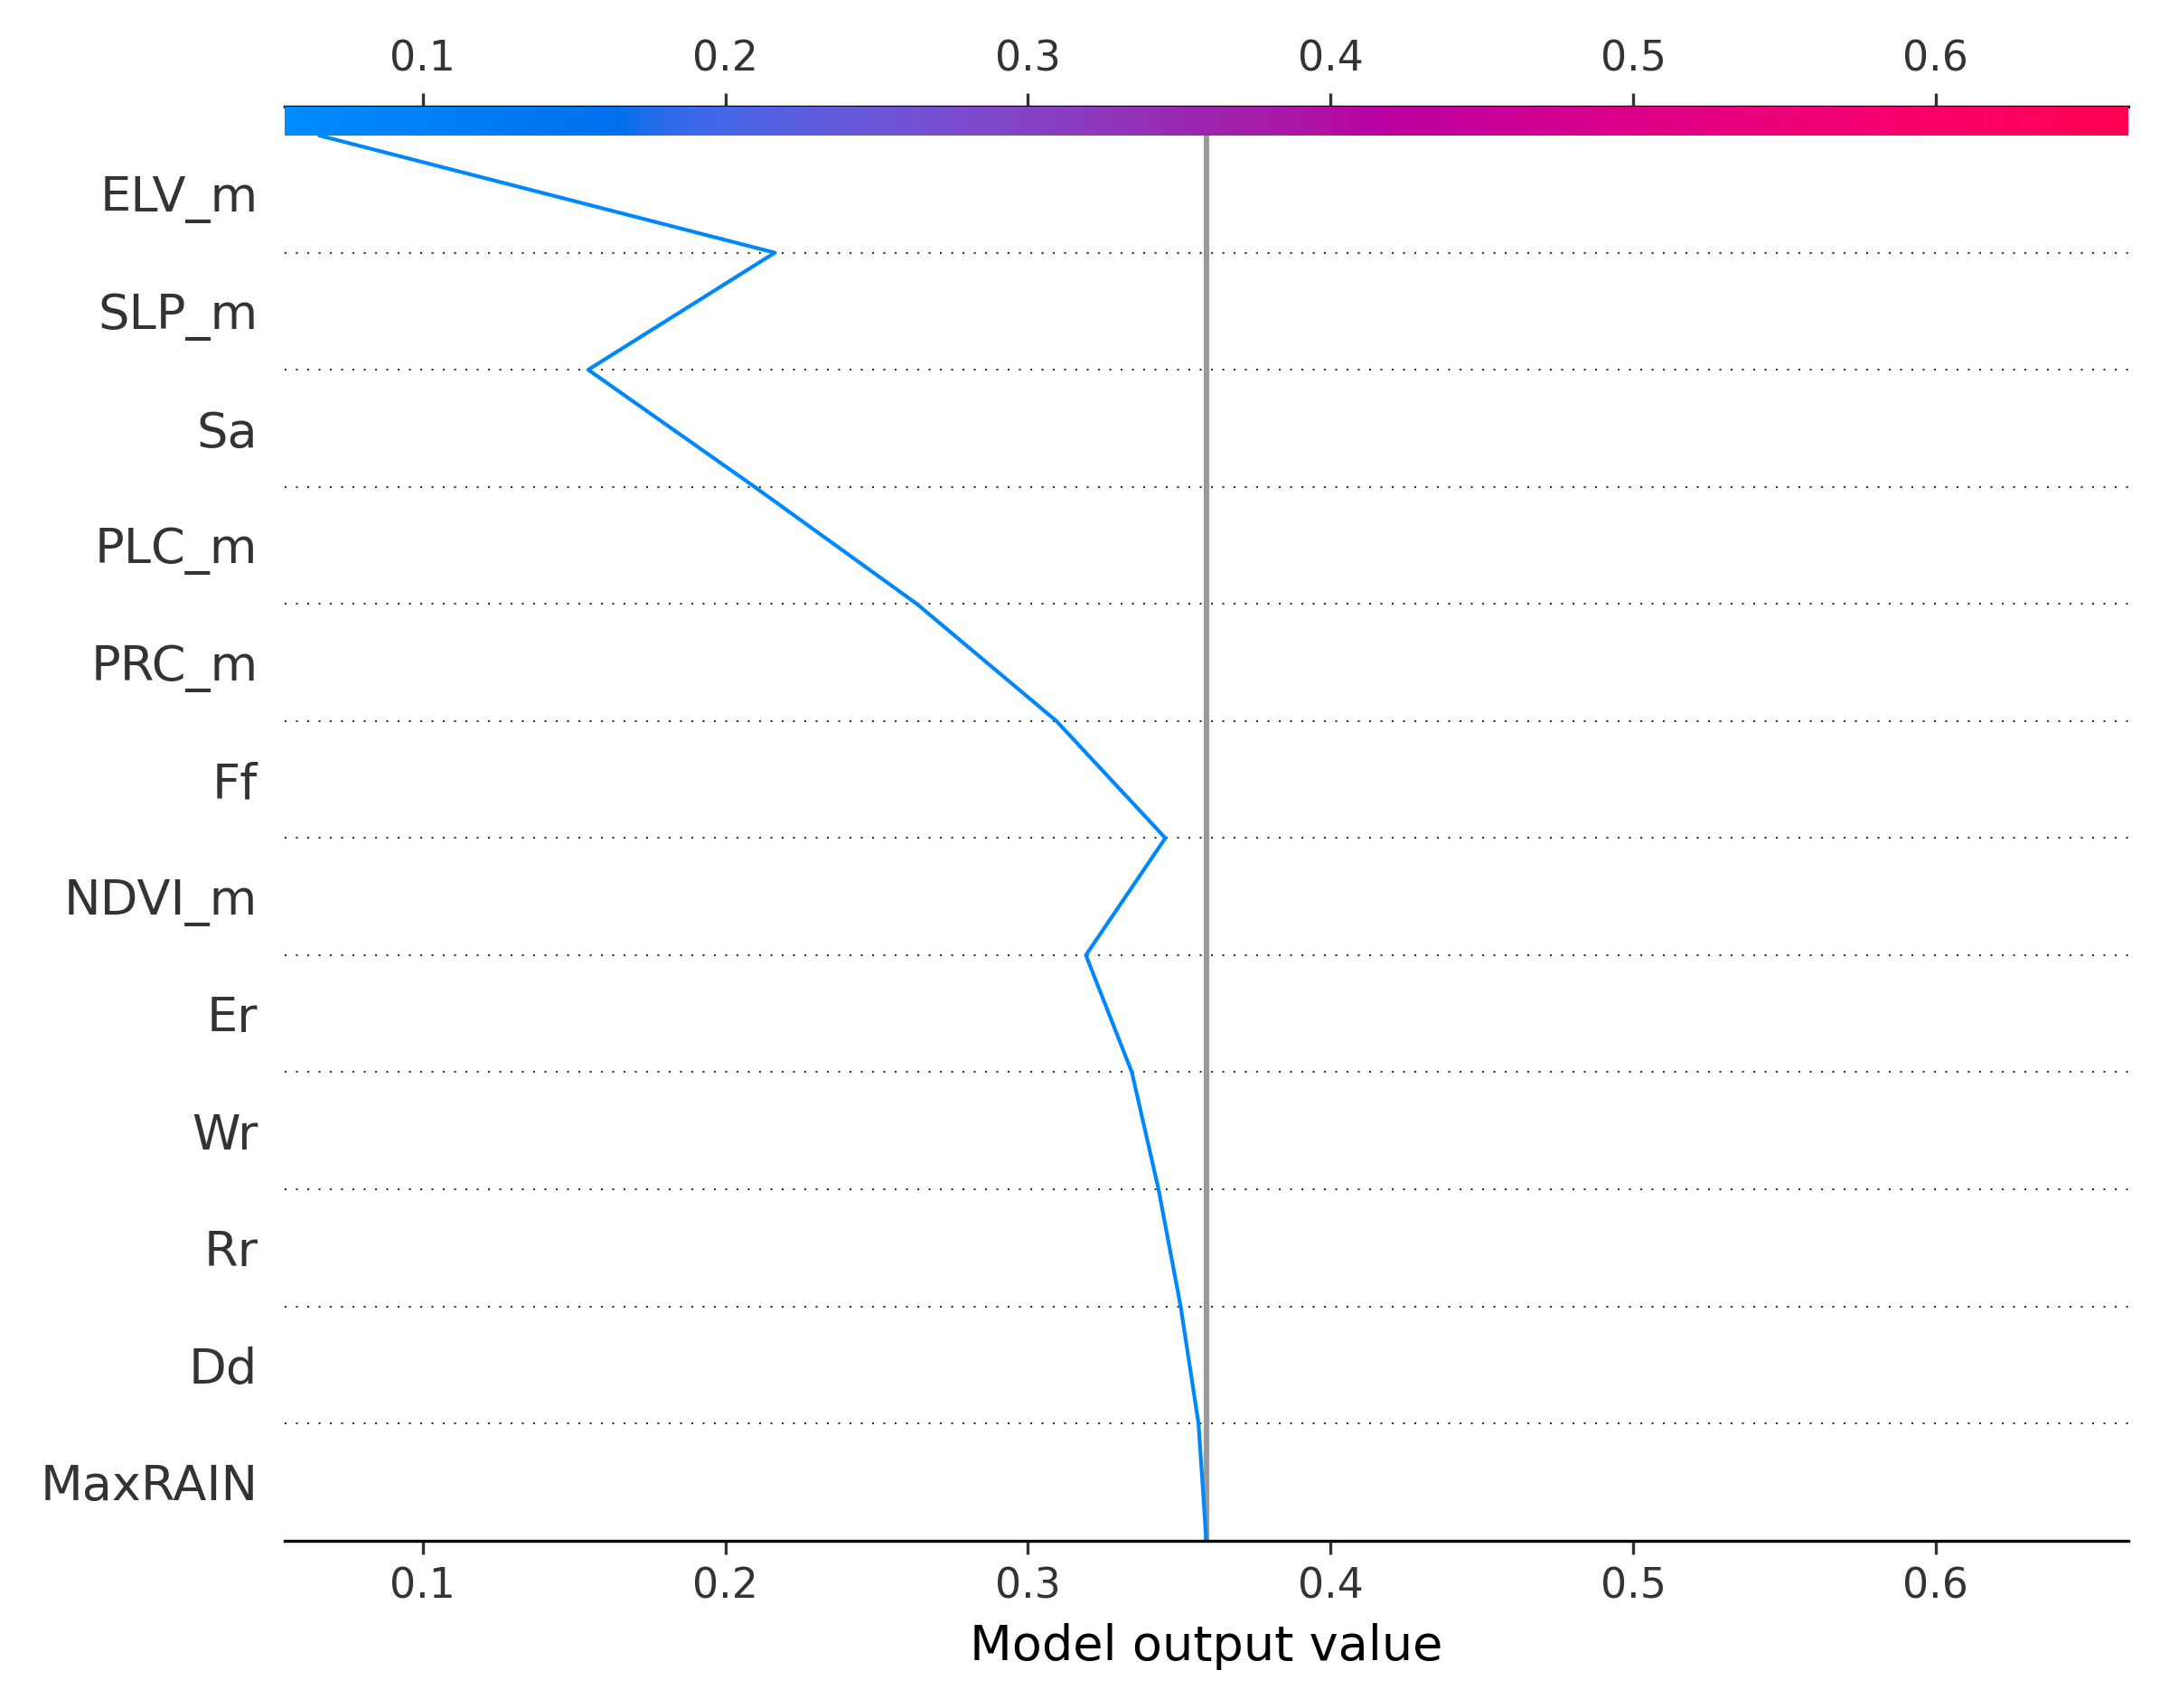 0.1 0.2 0.3 0.4 0.5 0.6
ELV_m
SLP_m
Sa
PLC_m
PRC_m
Ff
NDVI_m
Er
Wr
Rr
Dd
MaxRAIN
0.1 0.2 0.3 0.4 0.5 0.6
Model output value